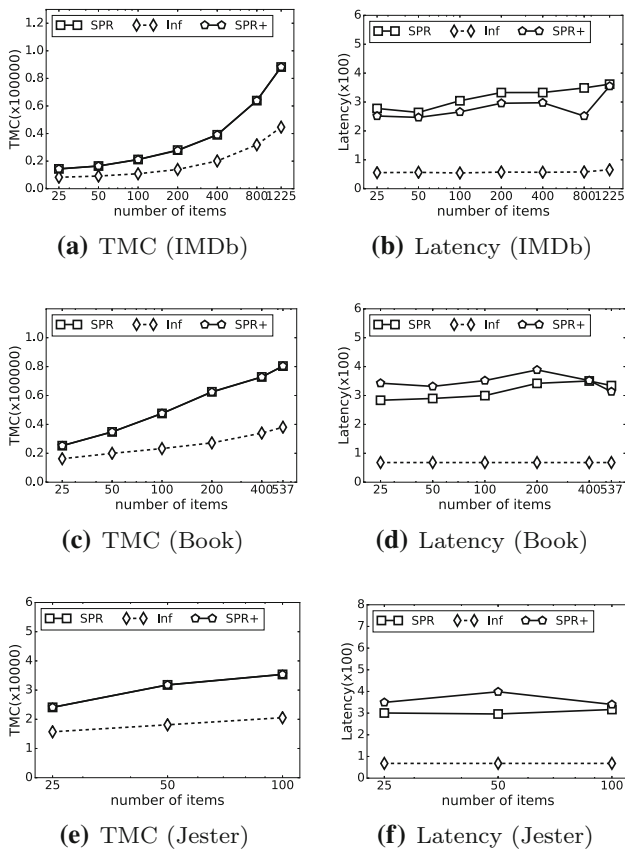 SPR Inf SPR+
1.2
1.0
0.8
0.6
0.4
0.2
0.0
TMC(x100000)
25 50 100 200 400 800 1225
number of items
(a) TMC (IMDb)
SPR Inf SPR+
6
5
4
3
2
1
0
Latency(x100)
25 50 100 200 400 800 1225
number of items
(b) Latency (IMDb)
SPR Inf SPR+
1.0
0.8
0.6
0.4
0.2
0.0
TMC(x100000)
25 50 100 200 400 537
number of items
(c) TMC (Book)
SPR Inf SPR+
6
5
4
3
2
1
0
Latency(x100)
25 50 100 200 400 537
number of items
(d) Latency (Book)
SPR Inf SPR+
6
5
4
3
2
1
0
TMC(x10000)
25 50 100
number of items
(e) TMC (Jester)
SPR Inf SPR+
8
7
6
5
4
3
2
1
0
Latency(x100)
25 50 100
number of items
(f) Latency (Jester)